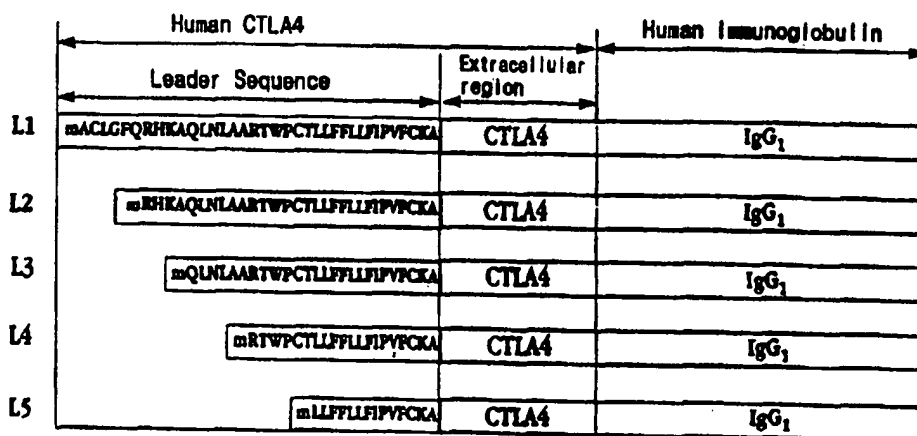 Human CTLA4 Human Immunoglobulin
Leader Sequence Extracellular region
L1 mACLGFQRHKAQLNLAARTWPCTLLFFLLFIPVFCKA CTLA4 IgG1
L2 mRHKAQLNLAARTWPCTLLFFLLFIPVFCKA CTLA4 IgG1
L3 mQLNLAARTWPCTLLFFLLFIPVFCKA CTLA4 IgG1
L4 mRTWPCTLLFFLLFIPVFCKA CTLA4 IgG1
L5 mLLFFLLFIPVFCKA CTLA4 IgG1